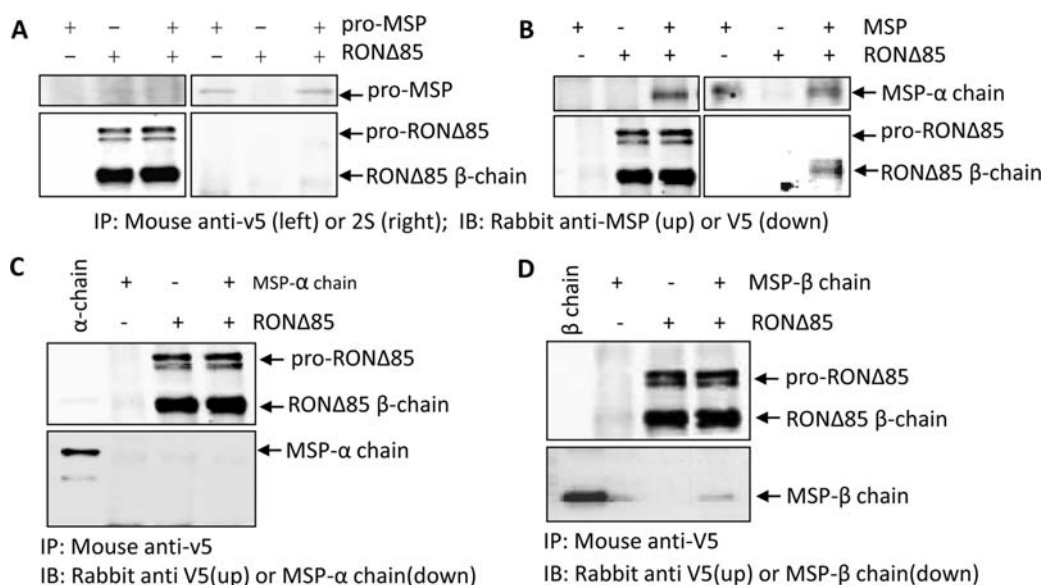 A
+ – + + – + pro-MSP
– + + – + + RONΔ85
pro-MSP
pro-RONΔ85
RONΔ85 β-chain
B
+ - + + - + MSP
- + + - + + RONΔ85
MSP-α chain
pro-RONΔ85
RONΔ85 β-chain
IP: Mouse anti-v5 (left) or 2S (right); IB: Rabbit anti-MSP (up) or V5 (down)
C
α-chain
+ - + MSP-α chain
- + + RONΔ85
pro-RONΔ85
RONΔ85 β-chain
MSP-α chain
IP: Mouse anti-v5
IB: Rabbit anti V5(up) or MSP-α chain(down)
D
β chain
+ - + MSP-β chain
- + + RONΔ85
pro-RONΔ85
RONΔ85 β-chain
MSP-β chain
IP: Mouse anti-V5
IB: Rabbit anti V5(up) or MSP-β chain(down)